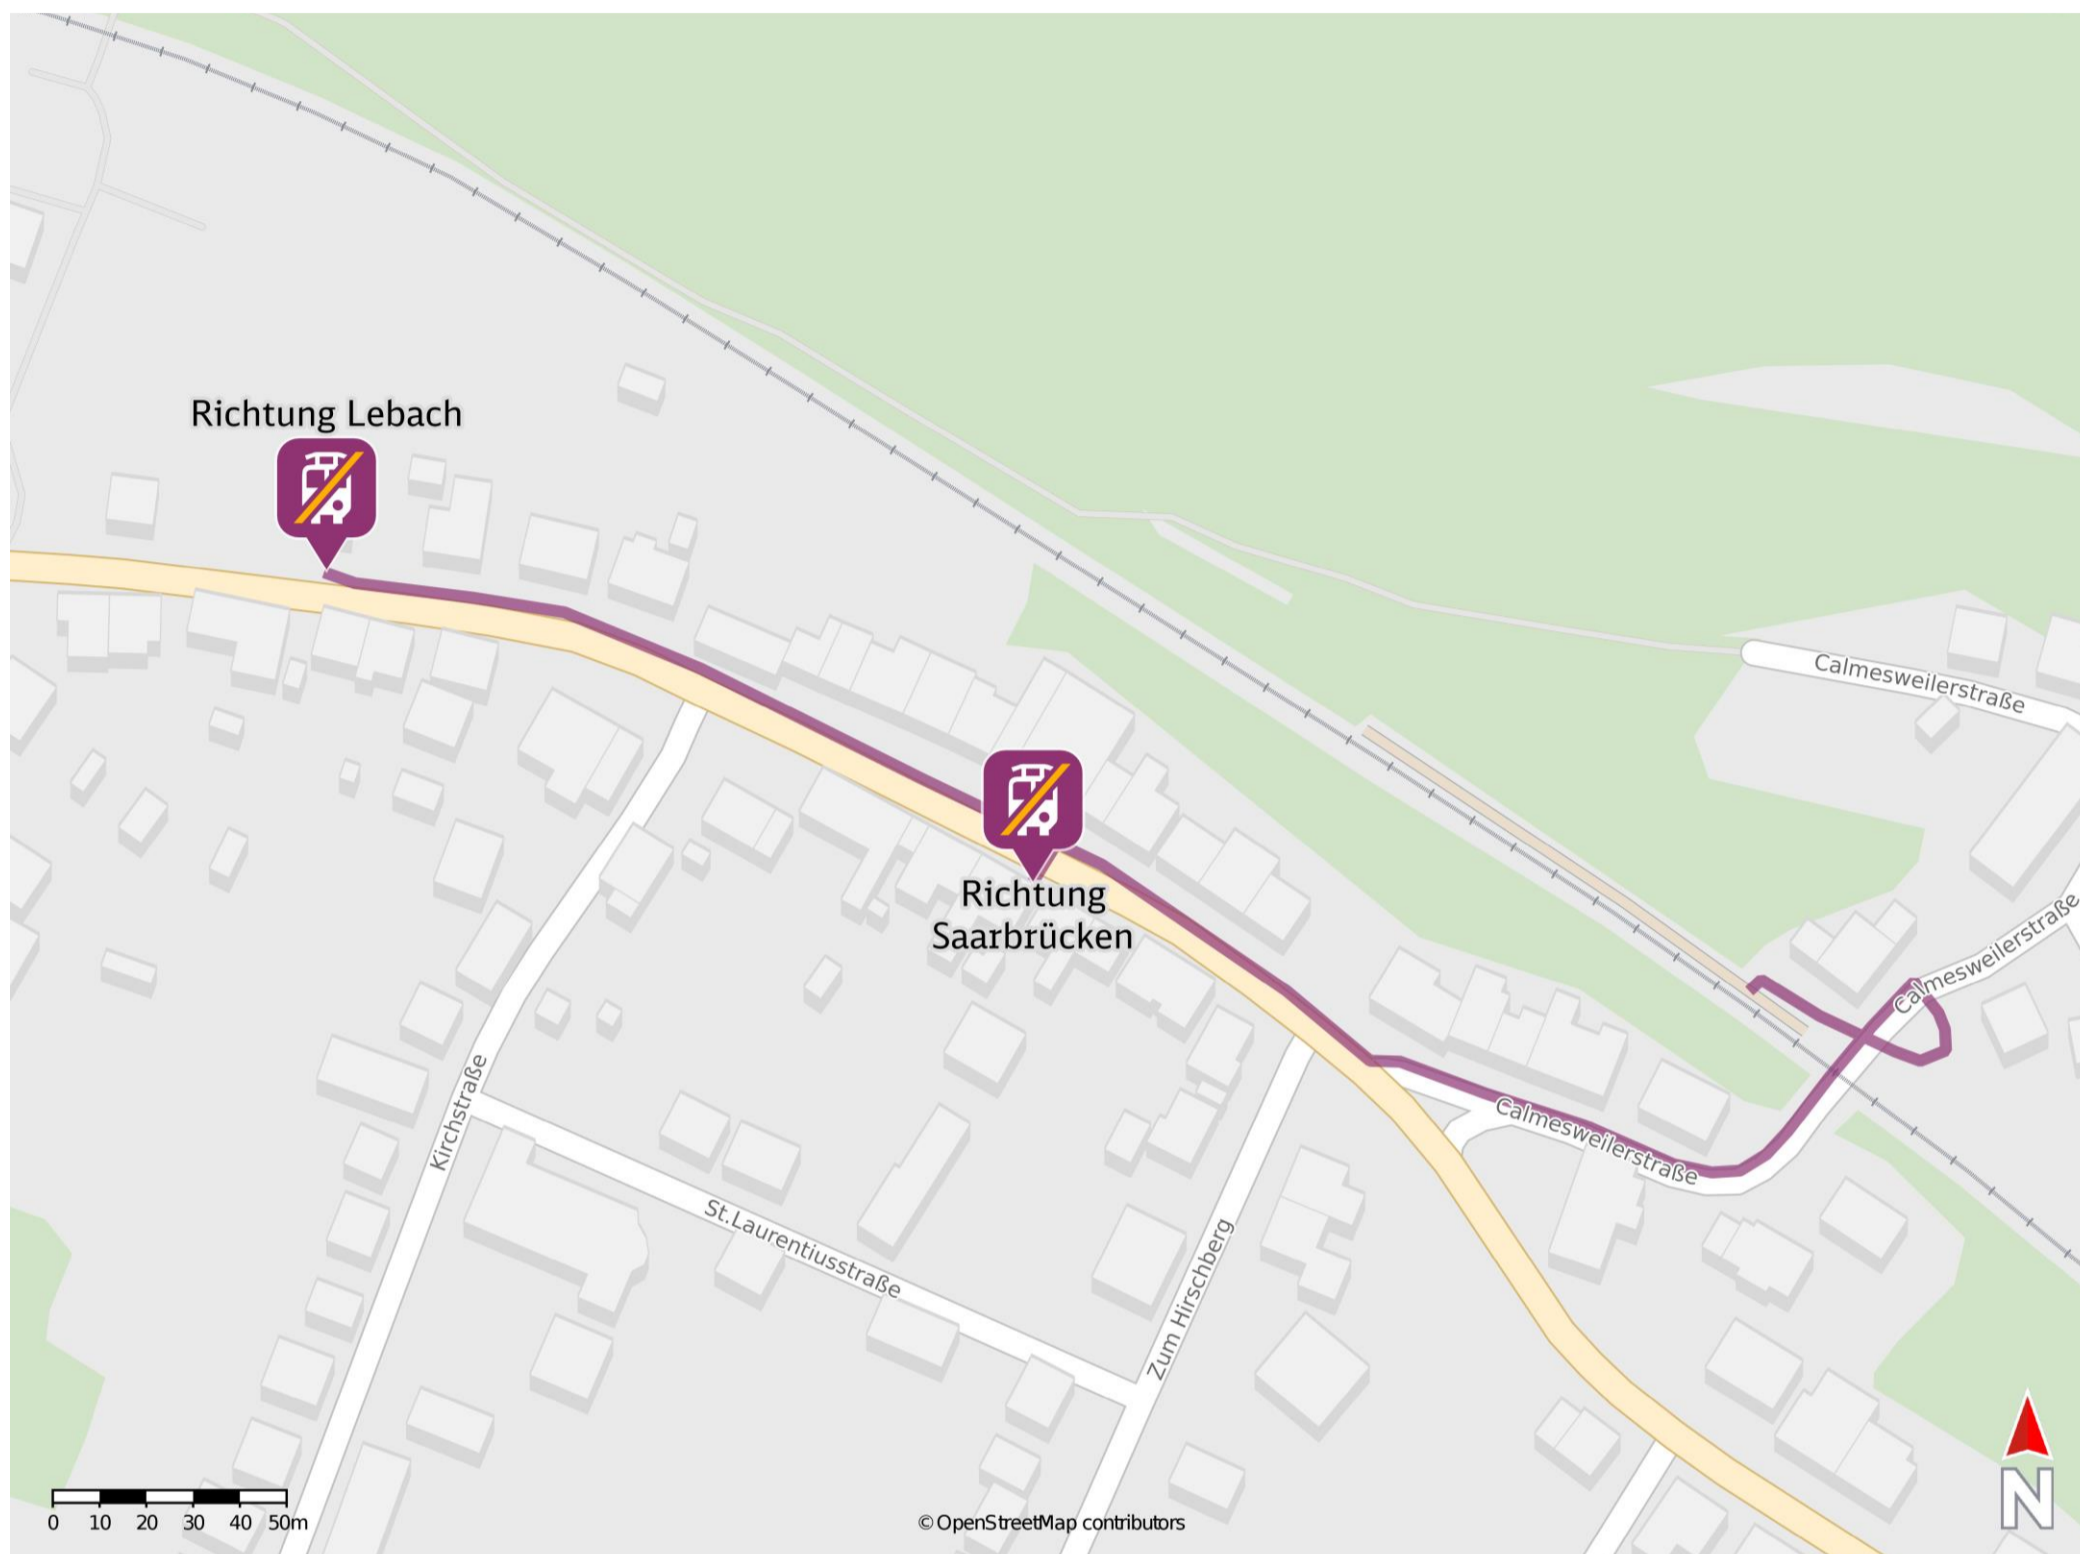 Richtung Lebach
Calmesweilerstraße
Richtung
Saarbrücken
Calmesweilerstraße
Calmesweilerstraße
Kirchstraße
St.Laurentiusstraße
Zum Hirschberg
0 10 20 30 40 50m
© OpenStreetMap contributors
N